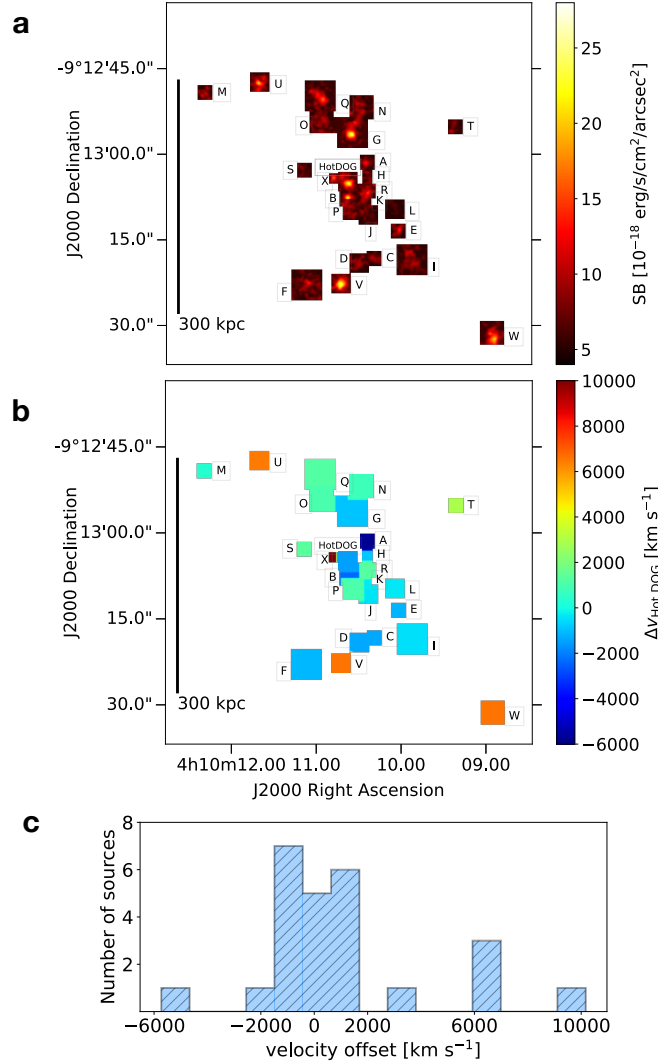 a
-9°12'45.0"
13'00.0"
15.0"
30.0"
J2000 Declination
M
U
Q
N
O
G
T
S
HotDOG
A
X
H
R
B
K
P
L
J
E
D
C
I
F
V
W
300 kpc
25
20
15
10
5
SB [10⁻¹⁸ erg/s/cm²/arcsec²]
b
-9°12'45.0"
13'00.0"
15.0"
30.0"
J2000 Declination
M
U
Q
N
O
G
T
S
HotDOG
A
X
H
R
B
K
P
L
J
E
D
C
I
F
V
W
300 kpc
4h10m12.00
11.00
10.00
09.00
J2000 Right Ascension
10000
8000
6000
4000
2000
0
−2000
−4000
−6000
Δv_Hot DOG [km s⁻¹]
c
8
6
4
2
Number of sources
−6000
−2000
0
2000
6000
10000
velocity offset [km s⁻¹]